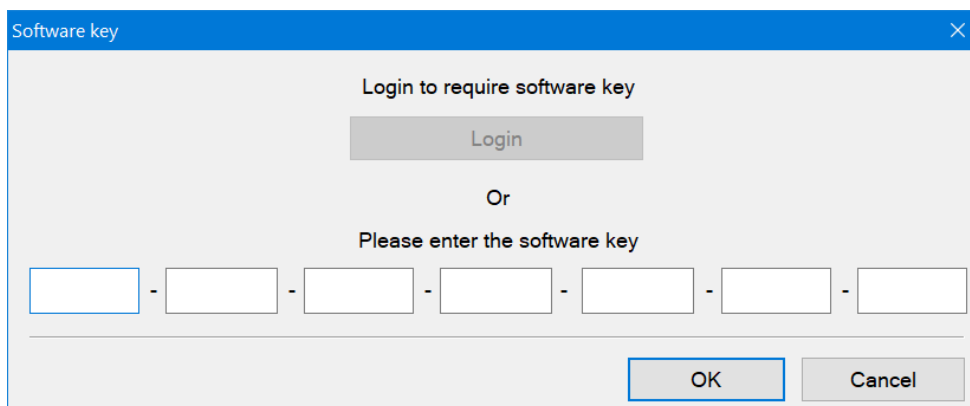 Software key
Login to require software key
Login
Or
Please enter the software key
- - - - - -
OK Cancel